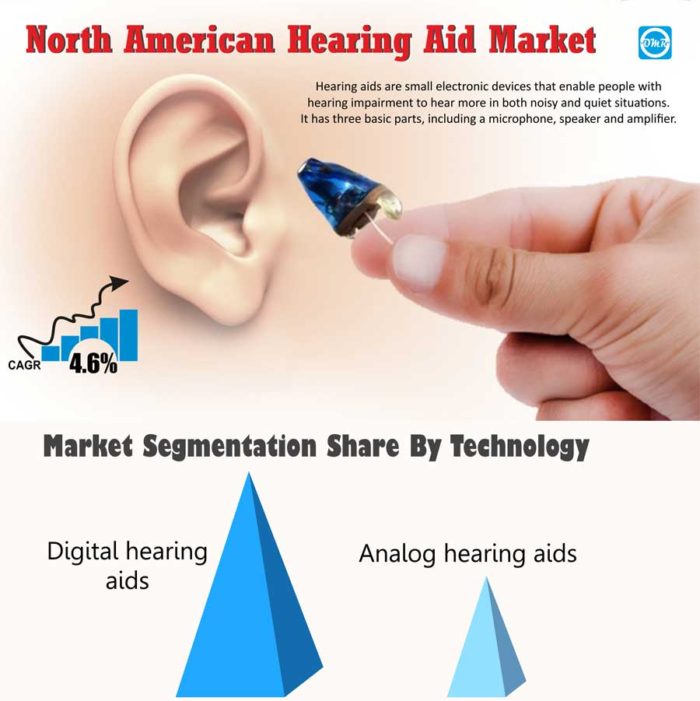 North American Hearing Aid Market
DMR
Hearing aids are small electronic devices that enable people with
hearing impairment to hear more in both noisy and quiet situations.
It has three basic parts, including a microphone, speaker and amplifier.
CAGR 4.6%
Market Segmentation Share By Technology
Digital hearing
aids
Analog hearing aids